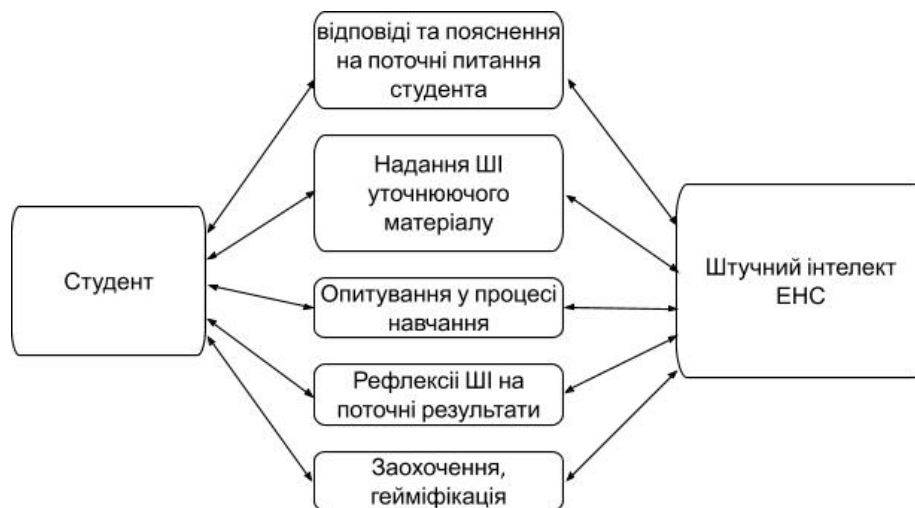 відповіді та пояснення
на поточні питання
студента
Надання ШІ
уточнюючого
матеріалу
Студент
Штучний інтелект
ЕНС
Опитування у процесі
навчання
Рефлексіі ШІ на
поточні результати
Заохочення,
гейміфікація